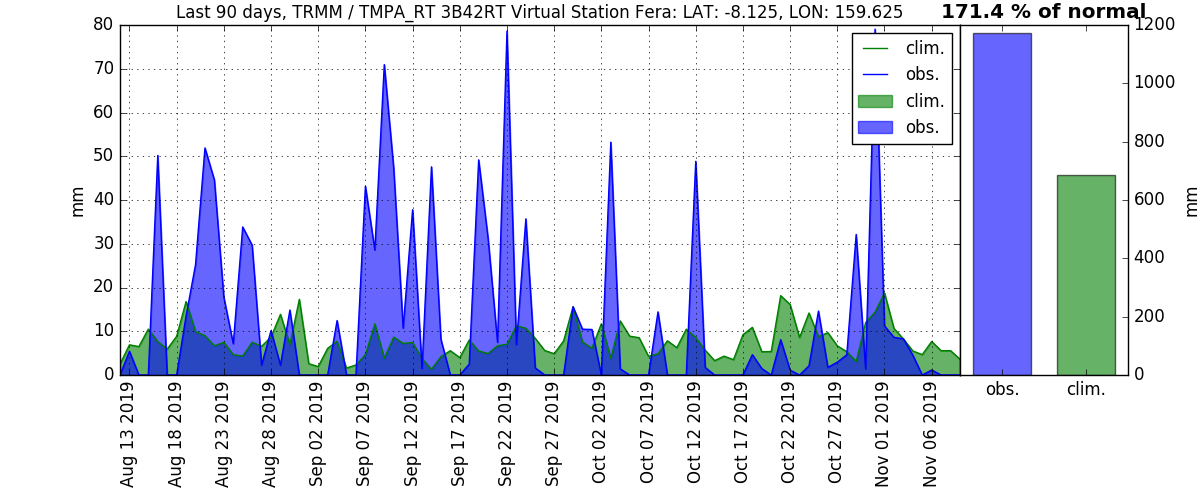 Last 90 days, TRMM / TMPA_RT 3B42RT Virtual Station Fera: LAT: -8.125, LON: 159.625
171.4 % of normal
80
70
60
50
40
30
20
10
0
mm
clim.
obs.
clim.
obs.
1200
1000
800
600
400
200
0
mm
Aug 13 2019
Aug 18 2019
Aug 23 2019
Aug 28 2019
Sep 02 2019
Sep 07 2019
Sep 12 2019
Sep 17 2019
Sep 22 2019
Sep 27 2019
Oct 02 2019
Oct 07 2019
Oct 12 2019
Oct 17 2019
Oct 22 2019
Oct 27 2019
Nov 01 2019
Nov 06 2019
obs.
clim.